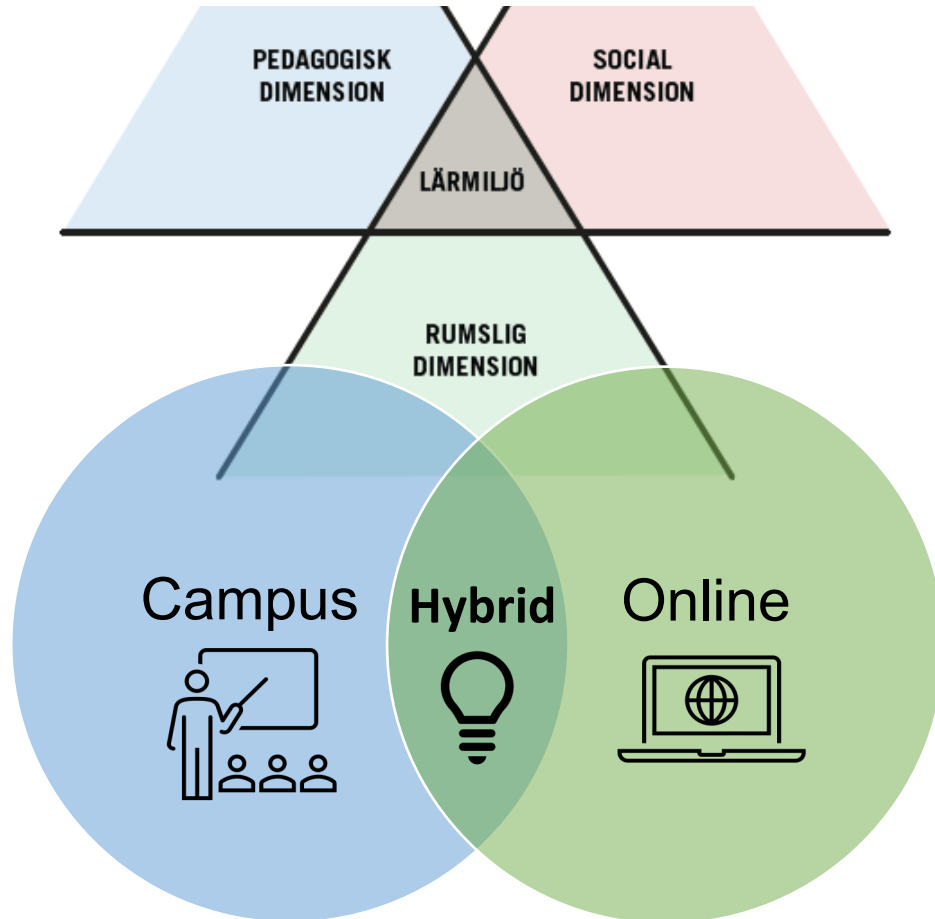 PEDAGOGISK
DIMENSION
SOCIAL
DIMENSION
LÄRMILJÖ
RUMSLIG
DIMENSION
Campus
Hybrid
Online